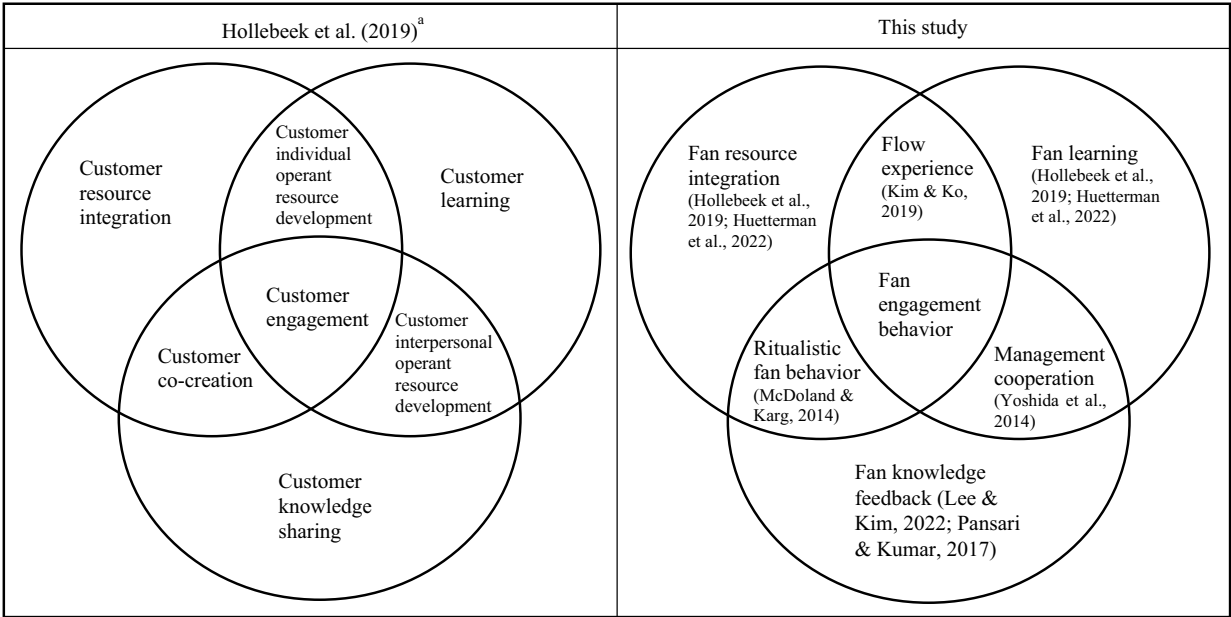 Hollebeek et al. (2019)a
Customer
resource
integration
Customer
individual
operant
resource
development
Customer
learning
Customer
engagement
Customer
co-creation
Customer
interpersonal
operant
resource
development
Customer
knowledge
sharing
This study
Fan resource
integration
(Hollebeek et al.,
2019; Huetterman
et al., 2022)
Flow
experience
(Kim & Ko,
2019)
Fan learning
(Hollebeek et al.,
2019; Huetterman
et al., 2022)
Fan
engagement
behavior
Ritualistic
fan behavior
(McDoland &
Karg, 2014)
Management
cooperation
(Yoshida et al.,
2014)
Fan knowledge
feedback (Lee &
Kim, 2022; Pansari
& Kumar, 2017)